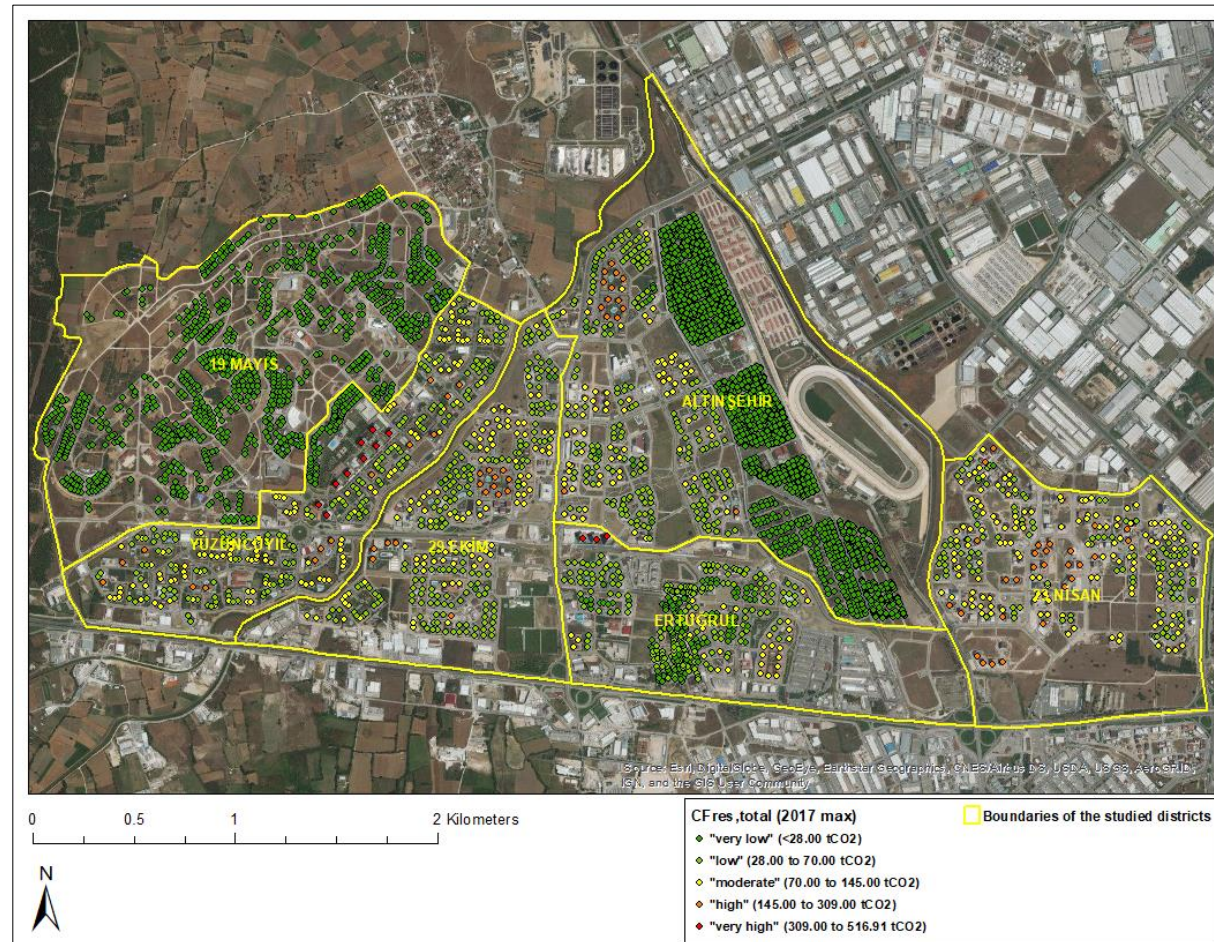 19 MAYIS
ALTINŞEHİR
YÜZÜNCÜYIL
29 EKİM
ERTUĞRUL
23 NİSAN
Source: Esri, DigitalGlobe, GeoEye, Earthstar Geographics, CNES/Airbus DS, USDA, USGS, AeroGRID,
IGN, and the GIS User Community
0 0.5 1 2 Kilometers
N
CFres,total (2017 max)
"very low" (<28.00 tCO2)
"low" (28.00 to 70.00 tCO2)
"moderate" (70.00 to 145.00 tCO2)
"high" (145.00 to 309.00 tCO2)
"very high" (309.00 to 516.91 tCO2)
Boundaries of the studied districts